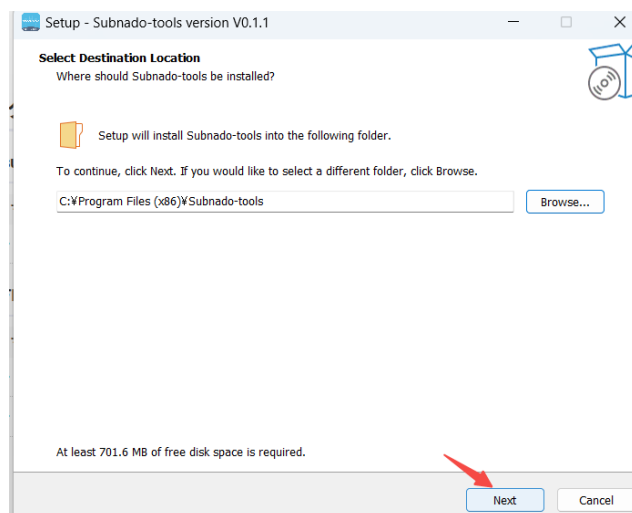 Setup - Subnado-tools version V0.1.1
Select Destination Location
Where should Subnado-tools be installed?
Setup will install Subnado-tools into the following folder.
To continue, click Next. If you would like to select a different folder, click Browse.
C:¥Program Files (x86)¥Subnado-tools
Browse...
At least 701.6 MB of free disk space is required.
Next
Cancel